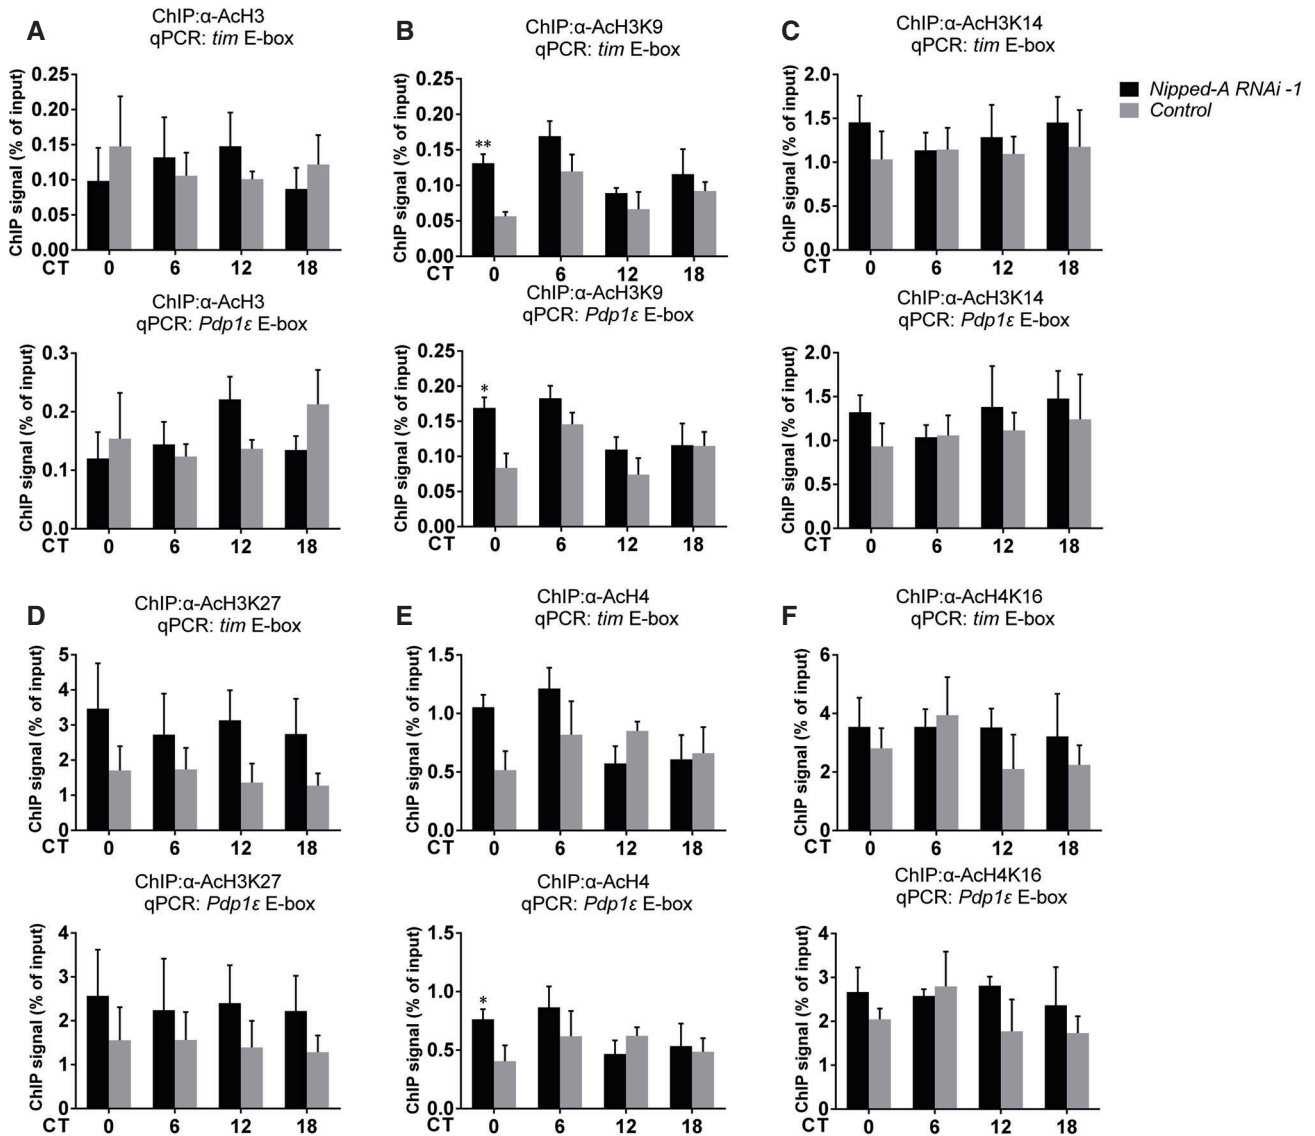 A
ChIP:α-AcH3
qPCR: tim E-box
ChIP signal (% of input)
0.25
0.20
0.15
0.10
0.05
0.00
CT 0 6 12 18
ChIP:α-AcH3
qPCR: Pdp1ε E-box
ChIP signal (% of input)
0.3
0.2
0.1
0.0
CT 0 6 12 18
B
ChIP:α-AcH3K9
qPCR: tim E-box
ChIP signal (% of input)
0.25
0.20
0.15
0.10
0.05
0.00
**
CT 0 6 12 18
ChIP:α-AcH3K9
qPCR: Pdp1ε E-box
ChIP signal (% of input)
0.25
0.20
0.15
0.10
0.05
0.00
*
CT 0 6 12 18
C
ChIP:α-AcH3K14
qPCR: tim E-box
ChIP signal (% of input)
2.0
1.5
1.0
0.5
0.0
CT 0 6 12 18
ChIP:α-AcH3K14
qPCR: Pdp1ε E-box
ChIP signal (% of input)
2.0
1.5
1.0
0.5
0.0
CT 0 6 12 18
Nipped-A RNAi -1
Control
D
ChIP:α-AcH3K27
qPCR: tim E-box
ChIP signal (% of input)
5
4
3
2
1
0
CT 0 6 12 18
ChIP:α-AcH3K27
qPCR: Pdp1ε E-box
ChIP signal (% of input)
4
3
2
1
0
CT 0 6 12 18
E
ChIP:α-AcH4
qPCR: tim E-box
ChIP signal (% of input)
1.5
1.0
0.5
0.0
CT 0 6 12 18
ChIP:α-AcH4
qPCR: Pdp1ε E-box
ChIP signal (% of input)
1.5
1.0
0.5
0.0
*
CT 0 6 12 18
F
ChIP:α-AcH4K16
qPCR: tim E-box
ChIP signal (% of input)
6
4
2
0
CT 0 6 12 18
ChIP:α-AcH4K16
qPCR: Pdp1ε E-box
ChIP signal (% of input)
4
3
2
1
0
CT 0 6 12 18